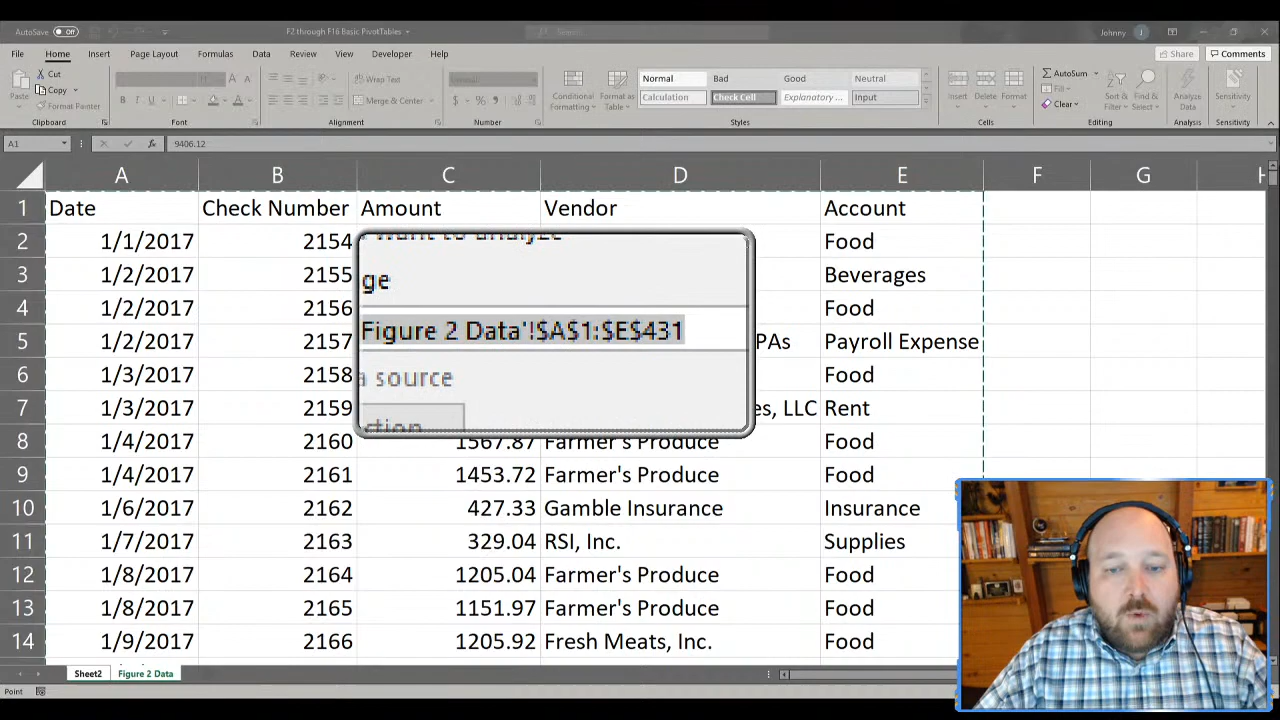 AutoSave Off F2 through F16 Basic PivotTables Search Johnny J
File Home Insert Page Layout Formulas Data Review View Developer Help Share Comments
Cut
Copy
Format Painter
Paste
Clipboard
B I U
Font
Wrap Text
Merge & Center
Alignment
$ % 9
Number
Conditional Formatting
Format as Table
Normal Bad Good Neutral
Calculation Check Cell Explanatory ... Input
Styles
Insert Delete Format
Cells
AutoSum
Fill
Clear
Sort & Filter
Find & Select
Editing
Analyze Data
Analysis
Sensitivity
Sensitivity
A1 fx 9406.12
A B C D E F G H
1 Date Check Number Amount Vendor Account
2 1/1/2017 2154 Food
3 1/2/2017 2155 Beverages
4 1/2/2017 2156 Food
5 1/2/2017 2157 PAs Payroll Expense
6 1/3/2017 2158 Food
7 1/3/2017 2159 es, LLC Rent
want to analyze
ge
Figure 2 Data'!$A$1:$E$431
a source
ction
8 1/4/2017 2160 1567.87 Farmer's Produce Food
9 1/4/2017 2161 1453.72 Farmer's Produce Food
10 1/6/2017 2162 427.33 Gamble Insurance Insurance
11 1/7/2017 2163 329.04 RSI, Inc. Supplies
12 1/8/2017 2164 1205.04 Farmer's Produce Food
13 1/8/2017 2165 1151.97 Farmer's Produce Food
14 1/9/2017 2166 1205.92 Fresh Meats, Inc. Food
Sheet2 Figure 2 Data
Point